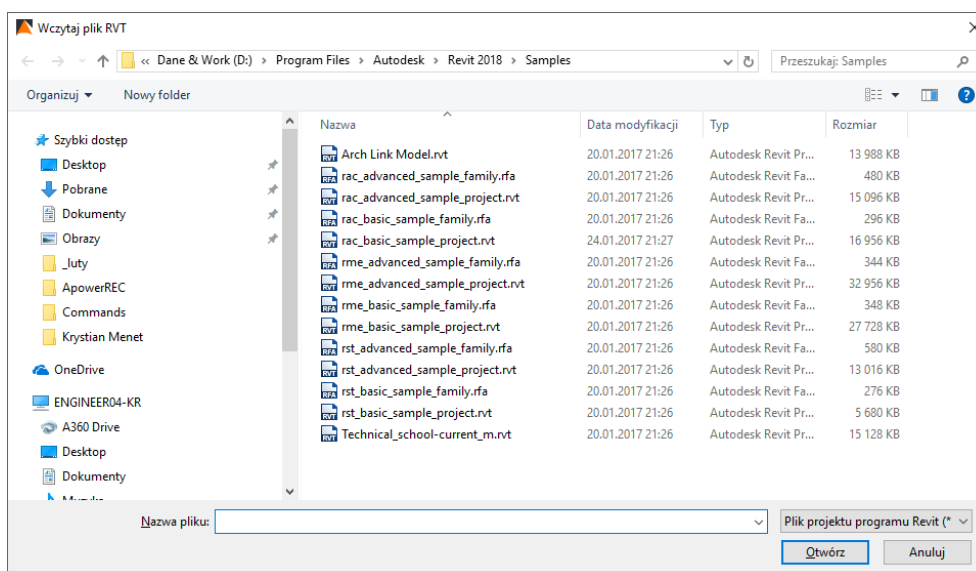 Wczytaj plik RVT
« Dane & Work (D:) > Program Files > Autodesk > Revit 2018 > Samples
Przeszukaj: Samples
Organizuj Nowy folder
Nazwa Data modyfikacji Typ Rozmiar
Szybki dostęp
Desktop
Pobrane
Dokumenty
Obrazy
_luty
ApowerREC
Commands
Krystian Menet
OneDrive
ENGINEER04-KR
A360 Drive
Desktop
Dokumenty
Arch Link Model.rvt 20.01.2017 21:26 Autodesk Revit Pr... 13 988 KB
rac_advanced_sample_family.rfa 20.01.2017 21:26 Autodesk Revit Fa... 480 KB
rac_advanced_sample_project.rvt 20.01.2017 21:26 Autodesk Revit Pr... 15 096 KB
rac_basic_sample_family.rfa 20.01.2017 21:26 Autodesk Revit Fa... 296 KB
rac_basic_sample_project.rvt 24.01.2017 21:27 Autodesk Revit Pr... 16 956 KB
rme_advanced_sample_family.rfa 20.01.2017 21:26 Autodesk Revit Fa... 344 KB
rme_advanced_sample_project.rvt 20.01.2017 21:26 Autodesk Revit Pr... 32 956 KB
rme_basic_sample_family.rfa 20.01.2017 21:26 Autodesk Revit Fa... 348 KB
rme_basic_sample_project.rvt 20.01.2017 21:26 Autodesk Revit Pr... 27 728 KB
rst_advanced_sample_family.rfa 20.01.2017 21:26 Autodesk Revit Fa... 580 KB
rst_advanced_sample_project.rvt 20.01.2017 21:26 Autodesk Revit Pr... 13 016 KB
rst_basic_sample_family.rfa 20.01.2017 21:26 Autodesk Revit Fa... 276 KB
rst_basic_sample_project.rvt 20.01.2017 21:26 Autodesk Revit Pr... 5 680 KB
Technical_school-current_m.rvt 20.01.2017 21:26 Autodesk Revit Pr... 15 128 KB
Nazwa pliku:
Plik projektu programu Revit (*
Otwórz Anuluj